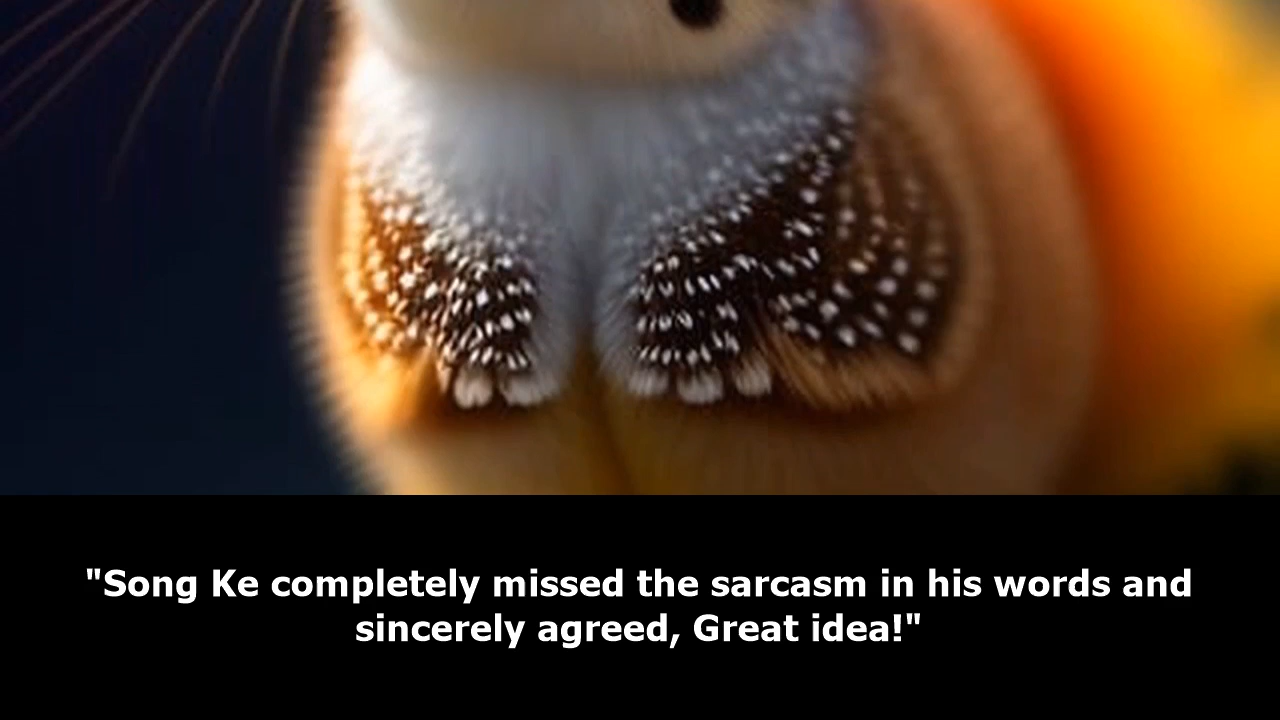 "Song Ke completely missed the sarcasm in his words and
sincerely agreed, Great idea!"